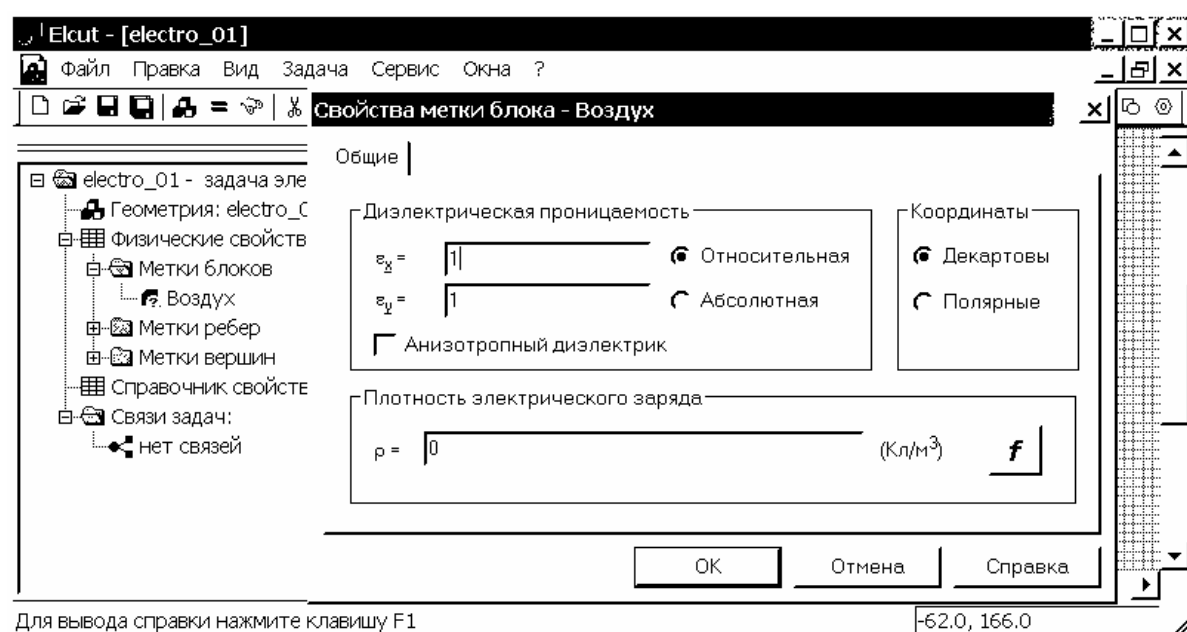 Elcut - [electro_01]
Файл Правка Вид Задача Сервис Окна ?
Свойства метки блока - Воздух
Общие
electro_01 - задача эле
Геометрия: electro_0
Физические свойств
Метки блоков
Воздух
Метки ребер
Метки вершин
Справочник свойств
Связи задач:
нет связей
Диэлектрическая проницаемость
εx = 1 Относительная
εy = 1 Абсолютная
Анизотропный диэлектрик
Координаты
Декартовы
Полярные
Плотность электрического заряда
ρ = 0 (Кл/м³) f
ОК Отмена Справка
Для вывода справки нажмите клавишу F1 -62.0, 166.0